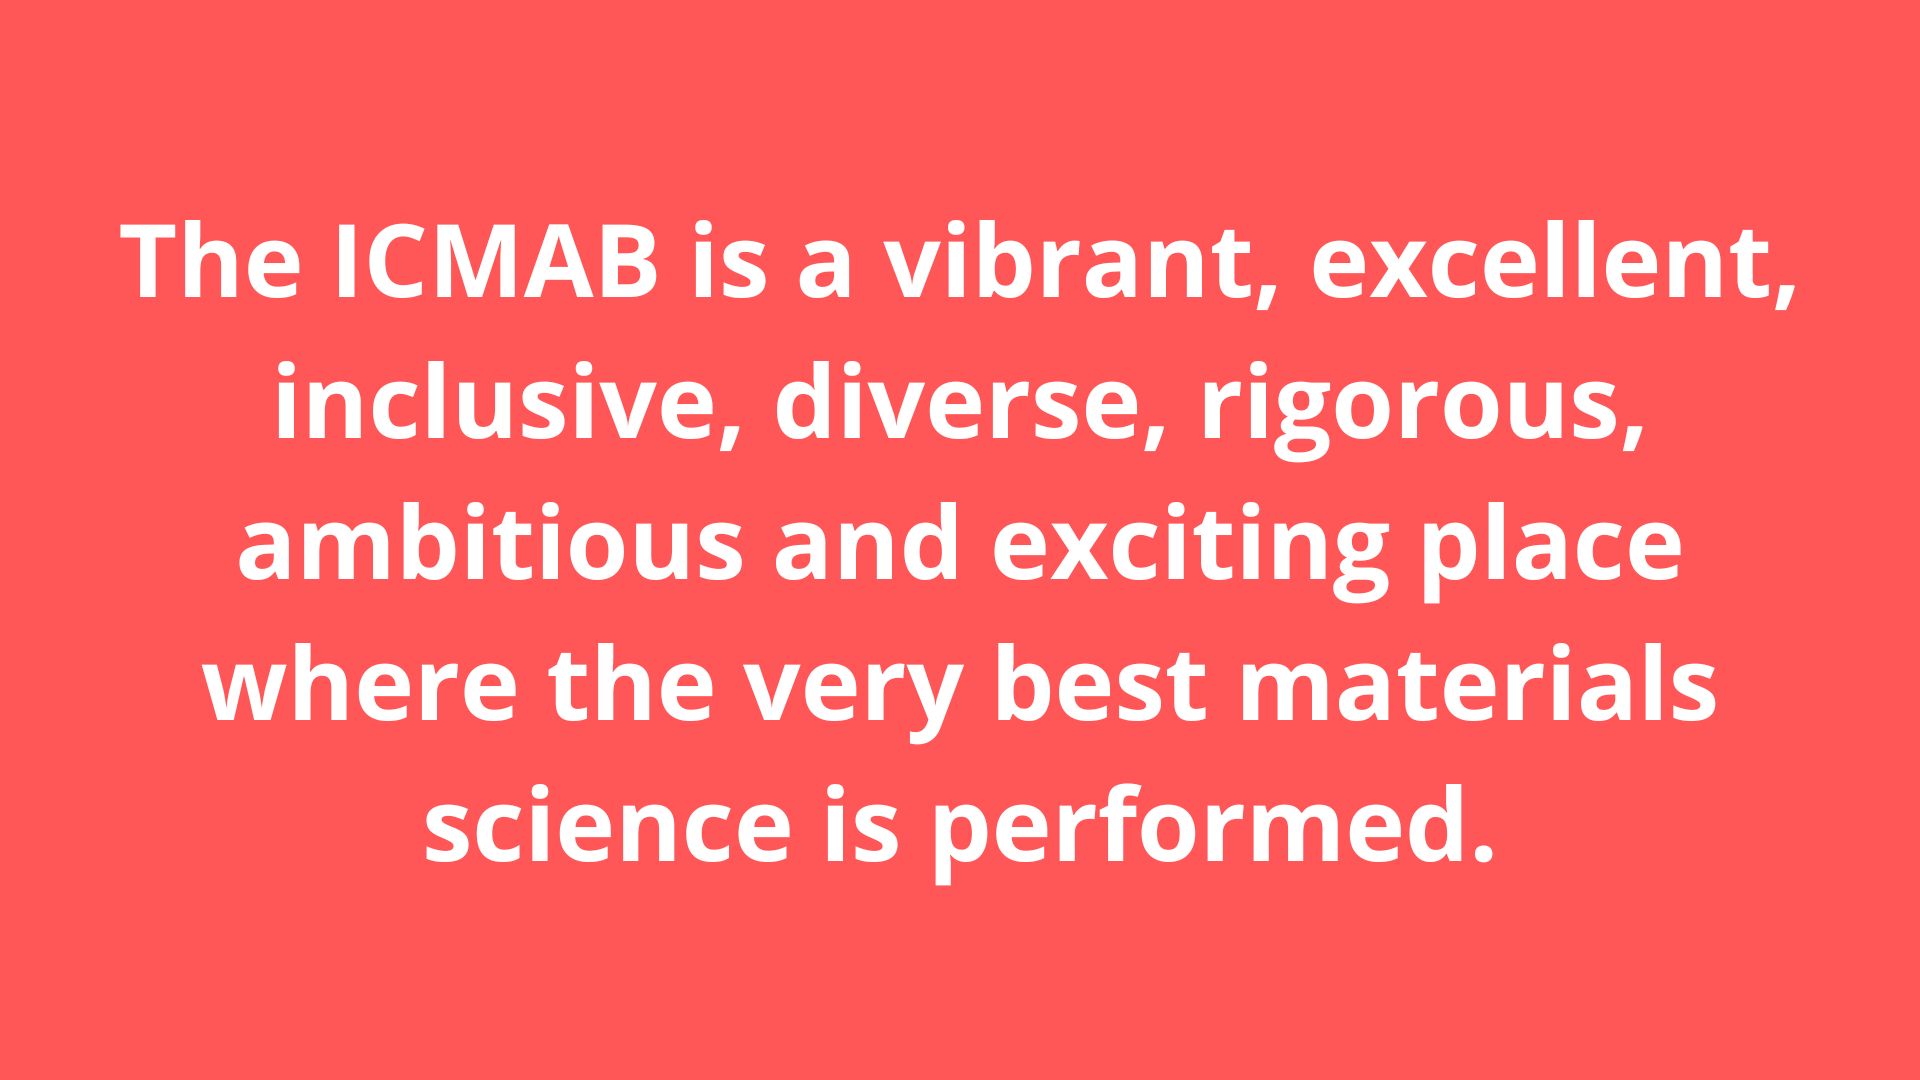 The ICMAB is a vibrant, excellent,
inclusive, diverse, rigorous,
ambitious and exciting place
where the very best materials
science is performed.